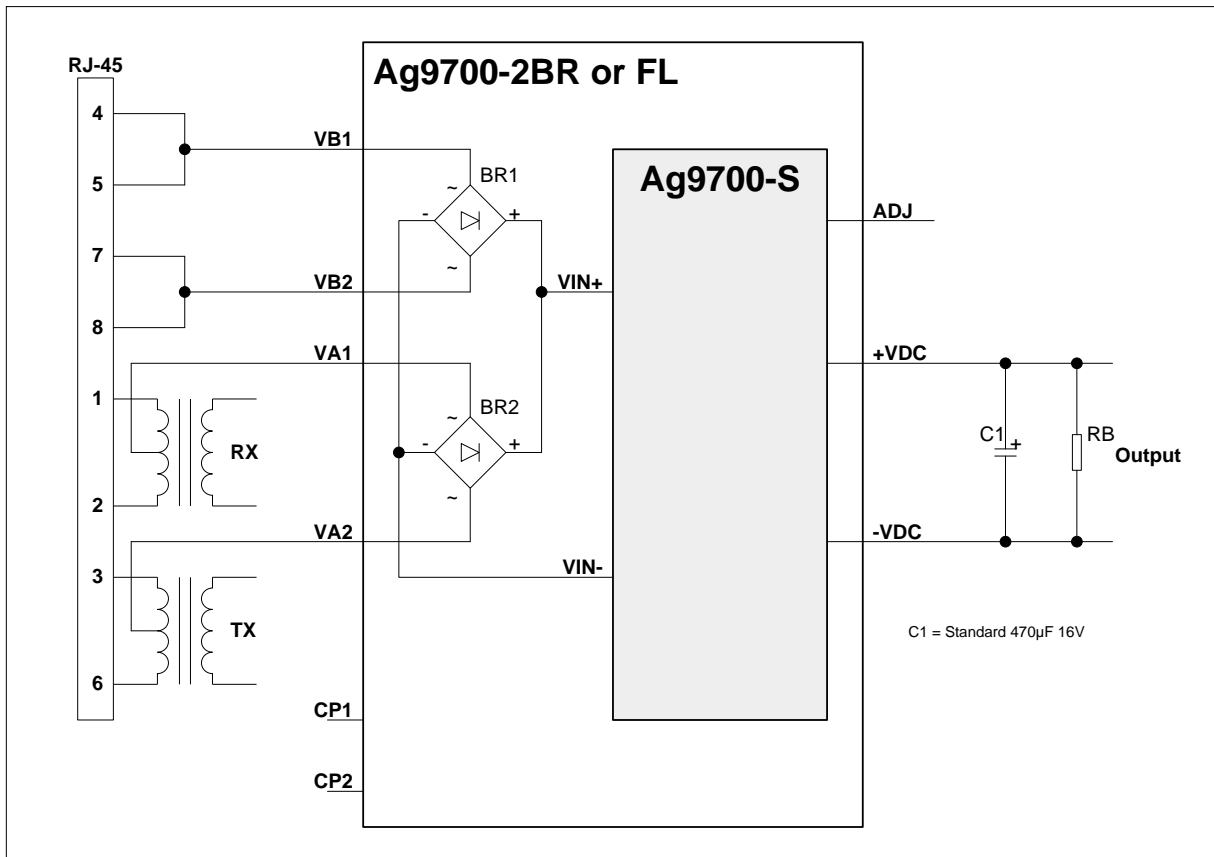 Ag9700-2BR or FL
RJ-45
4
5
7
8
1
2
3
6
VB1
VB2
VA1
VA2
CP1
CP2
RX
TX
BR1
~
-
+
~
BR2
~
-
+
~
VIN+
VIN-
Ag9700-S
ADJ
+VDC
-VDC
C1
+
RB
Output
C1 = Standard 470µF 16V